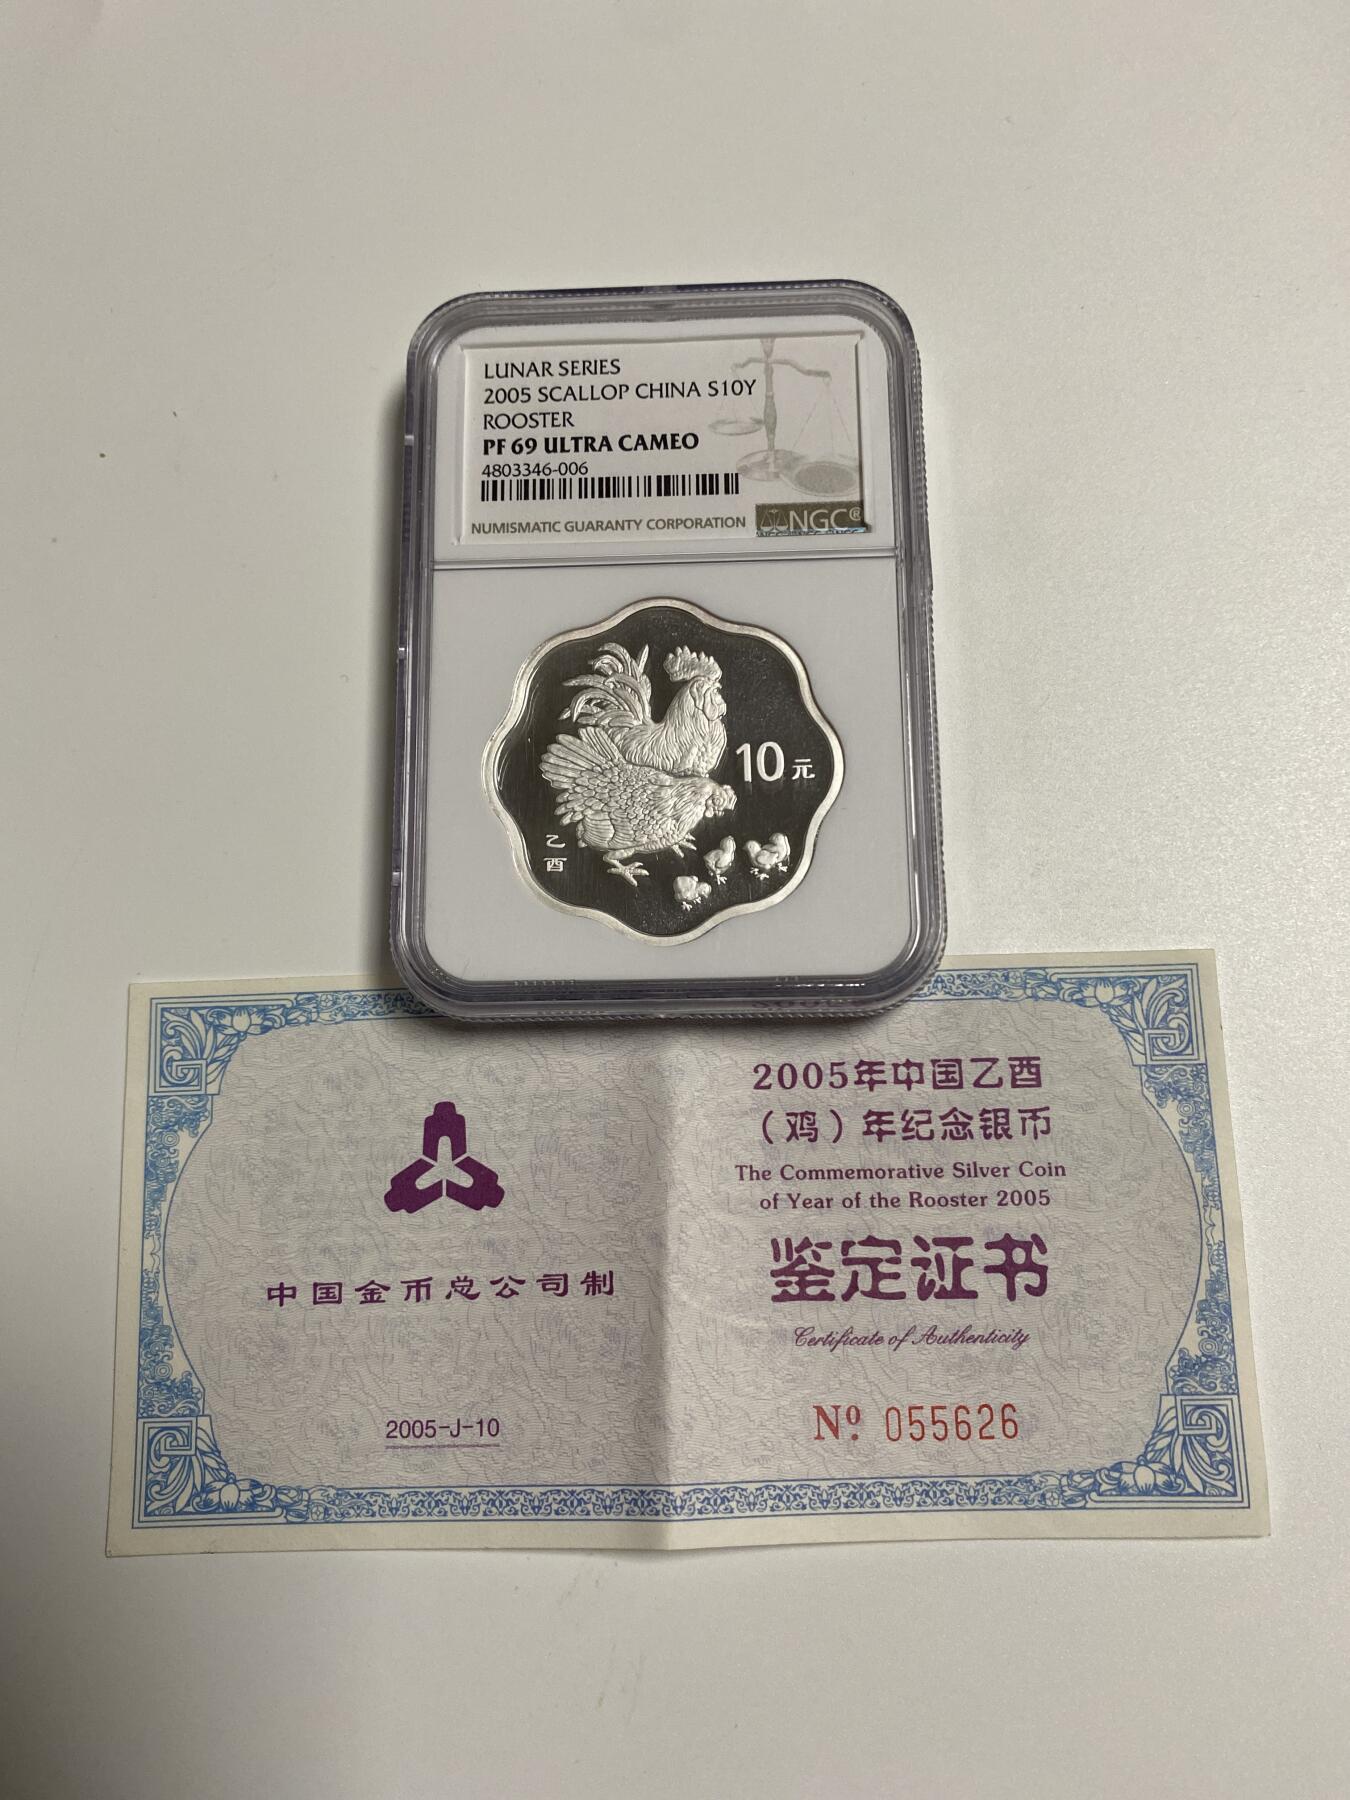 LUNAR SERIES
2005 SCALLOP CHINA S10Y
ROOSTER
PF 69 ULTRA CAMEO
4803346-006
NUMISMATIC GUARANTY CORPORATION
NGC®
10元
乙
酉
2005年中国乙酉
（鸡）年纪念银币
The Commemorative Silver Coin
of Year of the Rooster 2005
鉴定证书
Certificate of Authenticity
Nº 055626
中国金币总公司制
2005-J-10